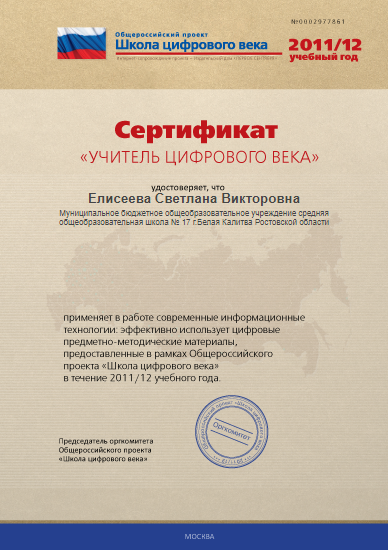 №0002977861
Общероссийский проект
Школа цифрового века
2011/12
учебный год
Сертификат
«УЧИТЕЛЬ ЦИФРОВОГО ВЕКА»
удостоверяет, что
Елисеева Светлана Викторовна
Муниципальное бюджетное общеобразовательное учреждение средняя
общеобразовательная школа № 17 г.Белая Калитва Ростовской области
применяет в работе современные информационные
технологии: эффективно использует цифровые
предметно-методические материалы,
предоставленные в рамках Общероссийского
проекта «Школа цифрового века»
в течение 2011/12 учебного года.
Председатель оргкомитета
Общероссийского проекта
«Школа цифрового века»
Оргкомитет
МОСКВА